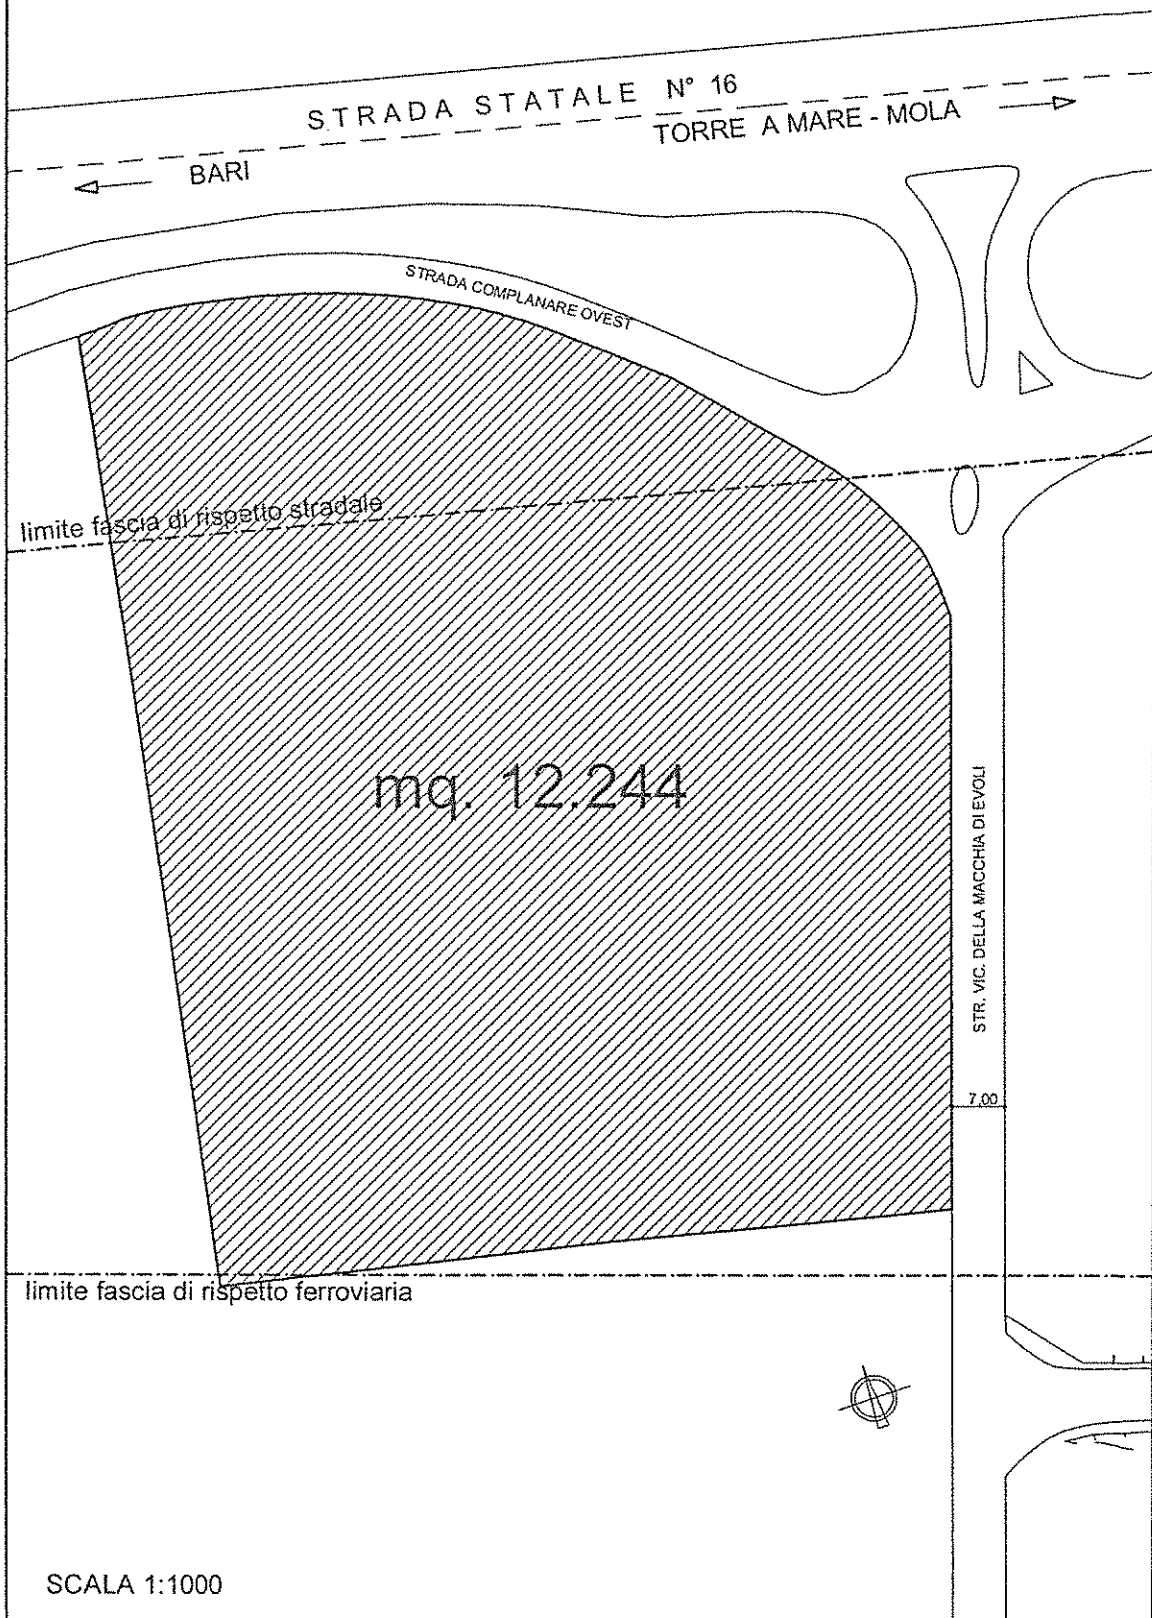 STRADA STATALE N° 16
TORRE A MARE - MOLA
BARI
STRADA COMPLANARE OVEST
limite fascia di rispetto stradale
mq. 12.244
STR. VIC. DELLA MACCHIA DI EVOLI
7.00
limite fascia di rispetto ferroviaria
SCALA 1:1000